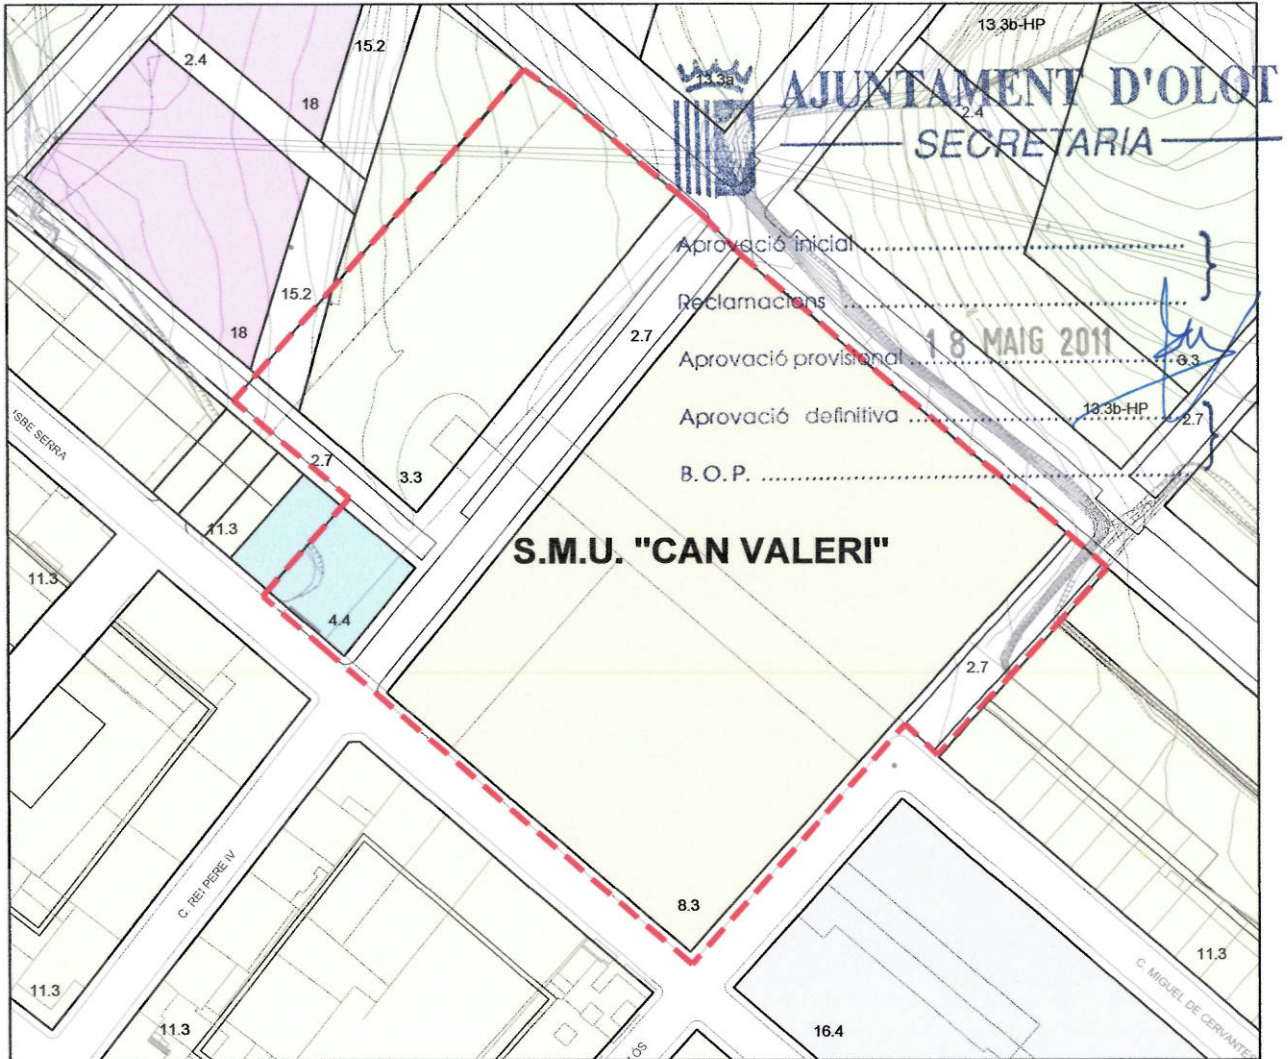 13.3b-HP
15.2
2.4
13.3a
AJUNTAMENT D'OLOT
18
2.4
SECRETARIA
Aprovació inicial
15.2
Reclamacions
18
2.7
Aprovació provisional 18 MAIG 2011
3.3
Aprovació definitiva
13.3b-HP
2.7
ISBE SERRA
2.7
3.3
B.O.P.
11.3
S.M.U. "CAN VALERI"
11.3
4.4
2.7
C. REI PERE IV
8.3
11.3
C. MIGUEL DE CERVANTES
11.3
11.3
16.4
LÓS